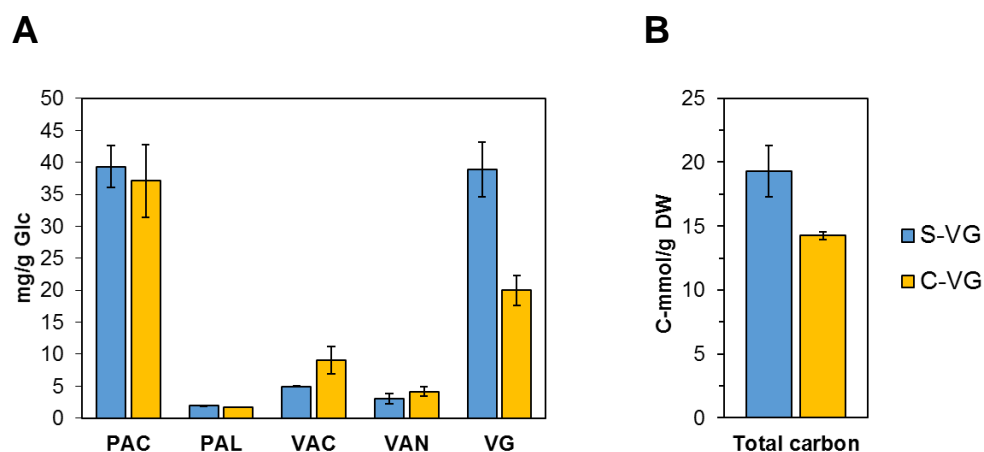 A
mg/g Glc
50
45
40
35
30
25
20
15
10
5
0
PAC PAL VAC VAN VG
B
C-mmol/g DW
25
20
15
10
5
0
Total carbon
S-VG
C-VG